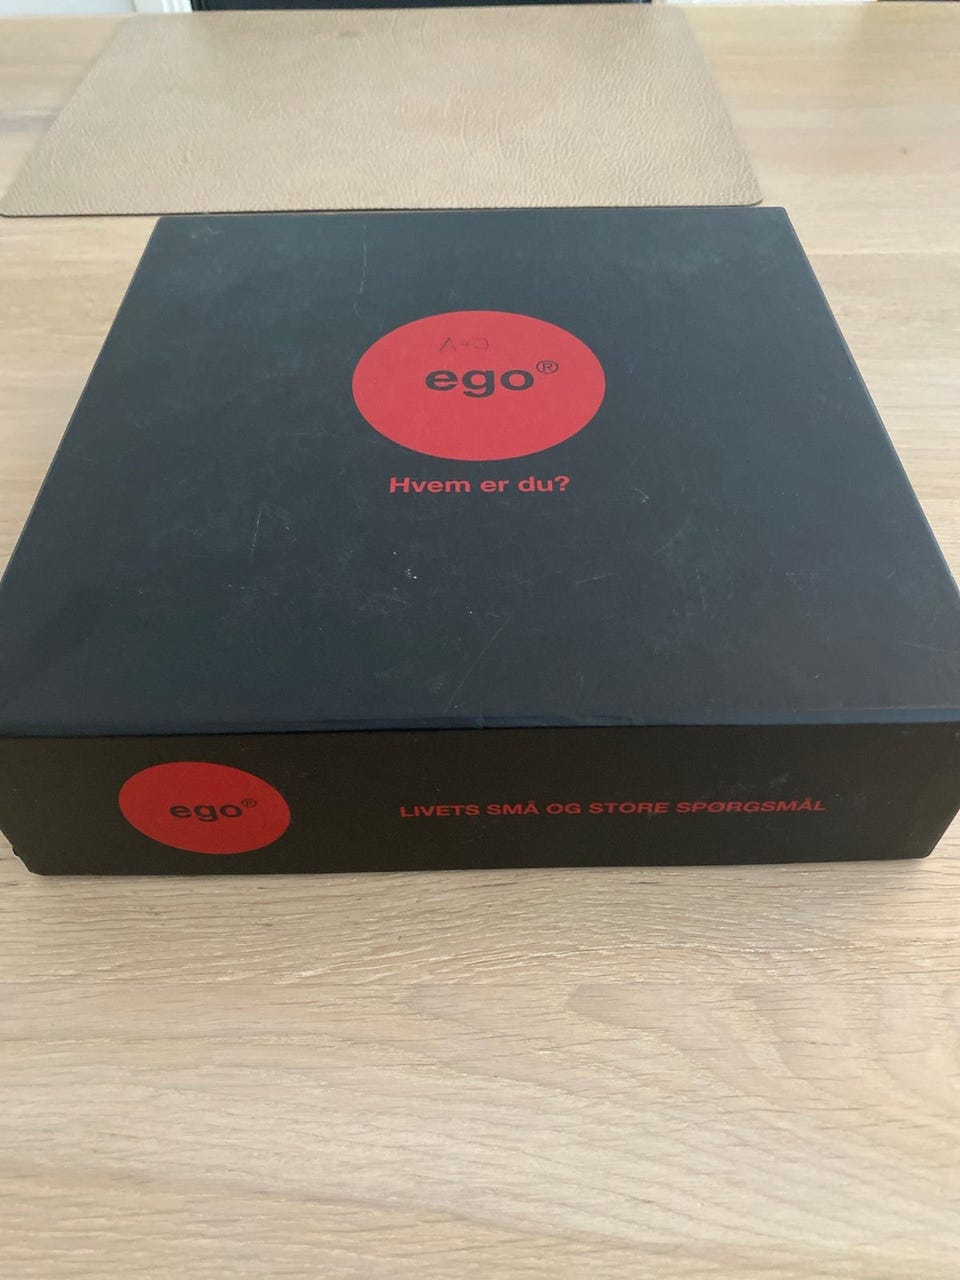 A+J
ego®
Hvem er du?
ego®
LIVETS SMÅ OG STORE SPØRGSMÅL